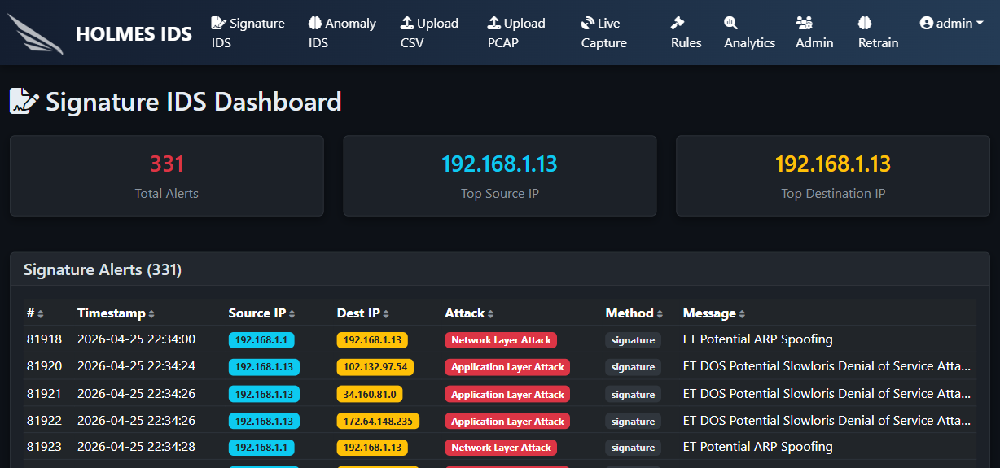 HOLMES IDS
Signature IDS
Anomaly IDS
Upload CSV
Upload PCAP
Live Capture
Rules
Analytics
Admin
Retrain
admin
Signature IDS Dashboard
331
Total Alerts
192.168.1.13
Top Source IP
192.168.1.13
Top Destination IP
Signature Alerts (331)
# Timestamp Source IP Dest IP Attack Method Message
81918 2026-04-25 22:34:00 192.168.1.1 192.168.1.13 Network Layer Attack signature ET Potential ARP Spoofing
81920 2026-04-25 22:34:24 192.168.1.13 102.132.97.54 Application Layer Attack signature ET DOS Potential Slowloris Denial of Service Atta...
81921 2026-04-25 22:34:26 192.168.1.13 34.160.81.0 Application Layer Attack signature ET DOS Potential Slowloris Denial of Service Atta...
81922 2026-04-25 22:34:26 192.168.1.13 172.64.148.235 Application Layer Attack signature ET DOS Potential Slowloris Denial of Service Atta...
81923 2026-04-25 22:34:28 192.168.1.1 192.168.1.13 Network Layer Attack signature ET Potential ARP Spoofing